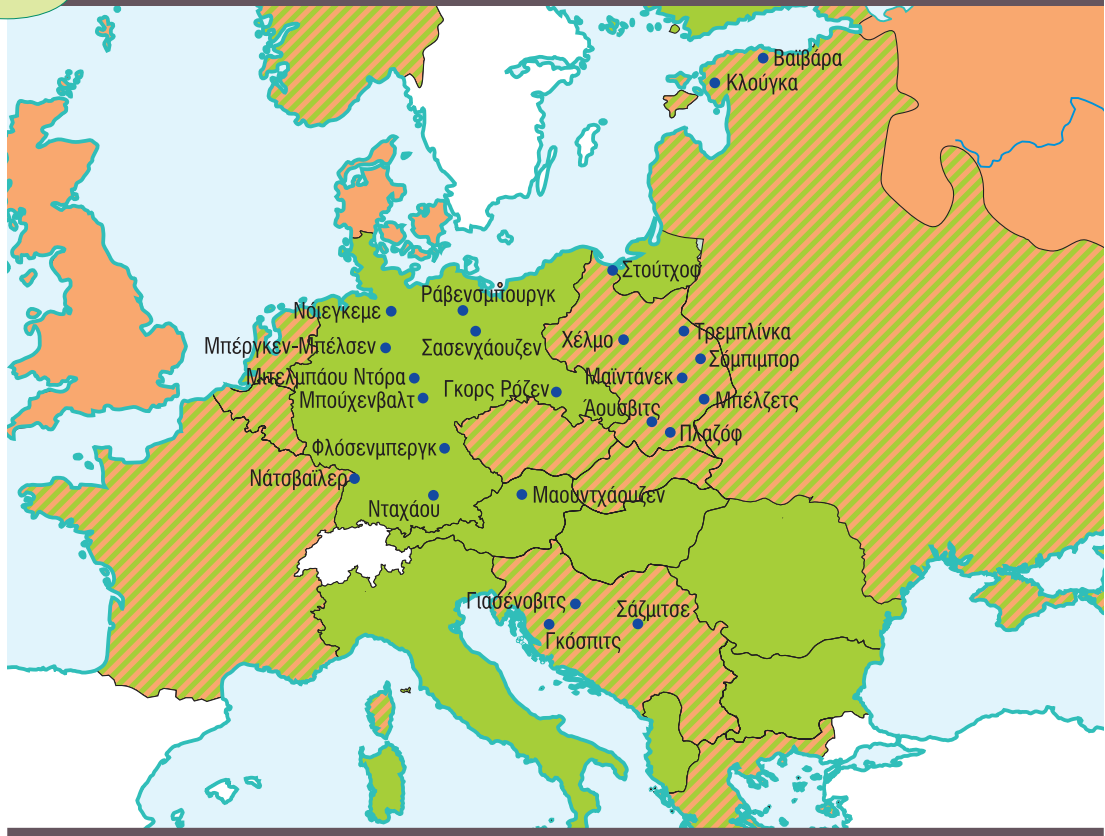 Βαϊβάρα
Κλούγκα
Στούτχοφ
Ράβενσμπουργκ
Νόιεγκεμε
Χέλμο
Τρεμπλίνκα
Μπέργκεν-Μπέλσεν
Σασενχάουζεν
Σόμπιμπορ
Μιτελμπάου Ντόρα
Μαϊντάνεκ
Γκορς Ρόζεν
Μπούχενβαλτ
Μπέλζετς
Άουσβιτς
Πλαζόφ
Φλόσενμπεργκ
Νάτσβαϊλερ
Μαουντχάουζεν
Νταχάου
Γιασένοβιτς
Σάζμιτσε
Γκόσπιτς